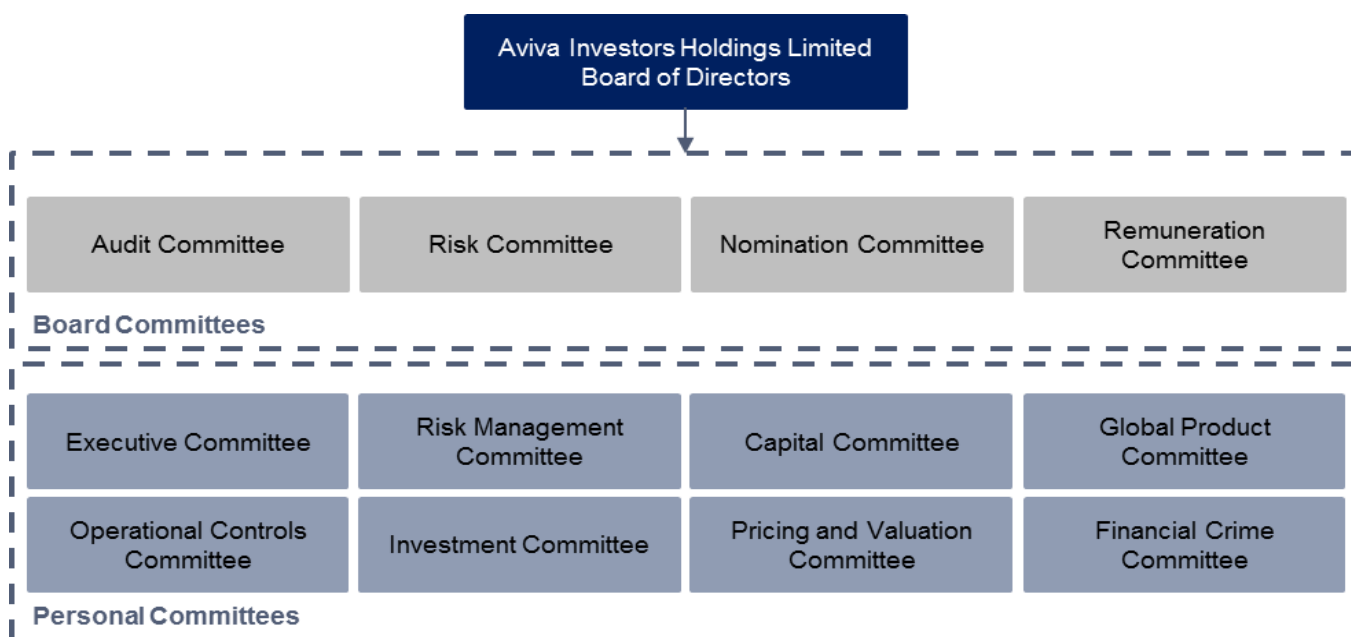 Aviva Investors Holdings Limited
Board of Directors
Audit Committee
Risk Committee
Nomination Committee
Remuneration
Committee
Board Committees
Executive Committee
Risk Management
Committee
Capital Committee
Global Product
Committee
Operational Controls
Committee
Investment Committee
Pricing and Valuation
Committee
Financial Crime
Committee
Personal Committees